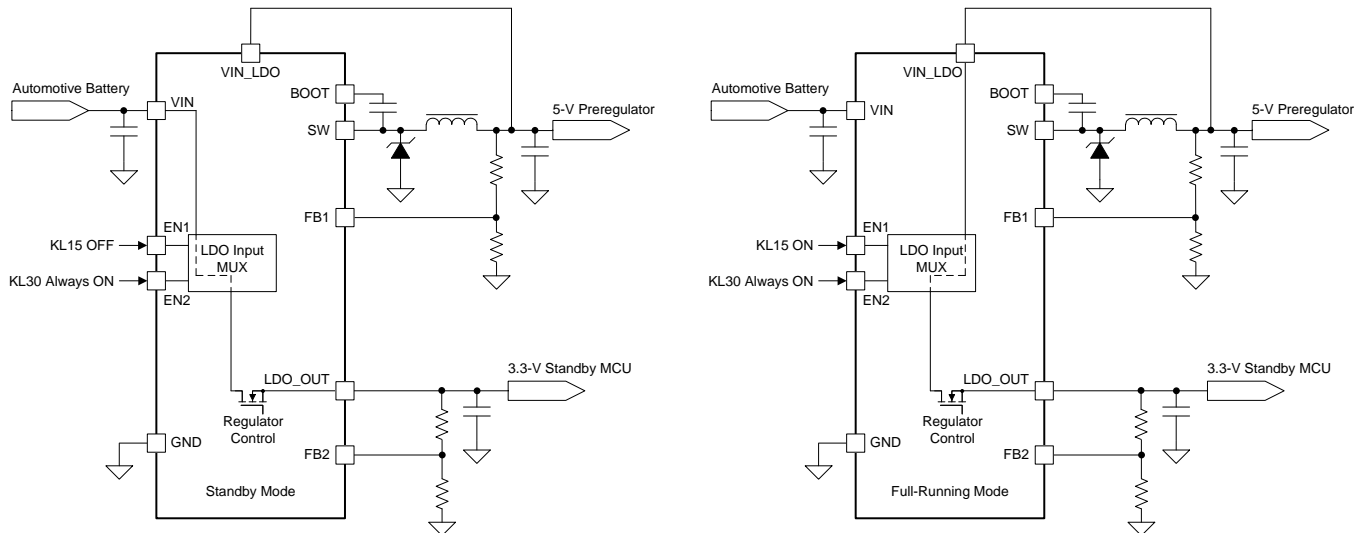 VIN_LDO
Automotive Battery
VIN
BOOT
SW
5-V Preregulator
FB1
EN1
KL15 OFF
LDO Input
MUX
KL30 Always ON
EN2
3.3-V Standby MCU
LDO_OUT
Regulator
Control
GND
FB2
Standby Mode
VIN_LDO
Automotive Battery
VIN
BOOT
SW
5-V Preregulator
FB1
EN1
KL15 ON
LDO Input
MUX
KL30 Always ON
EN2
3.3-V Standby MCU
LDO_OUT
Regulator
Control
GND
FB2
Full-Running Mode